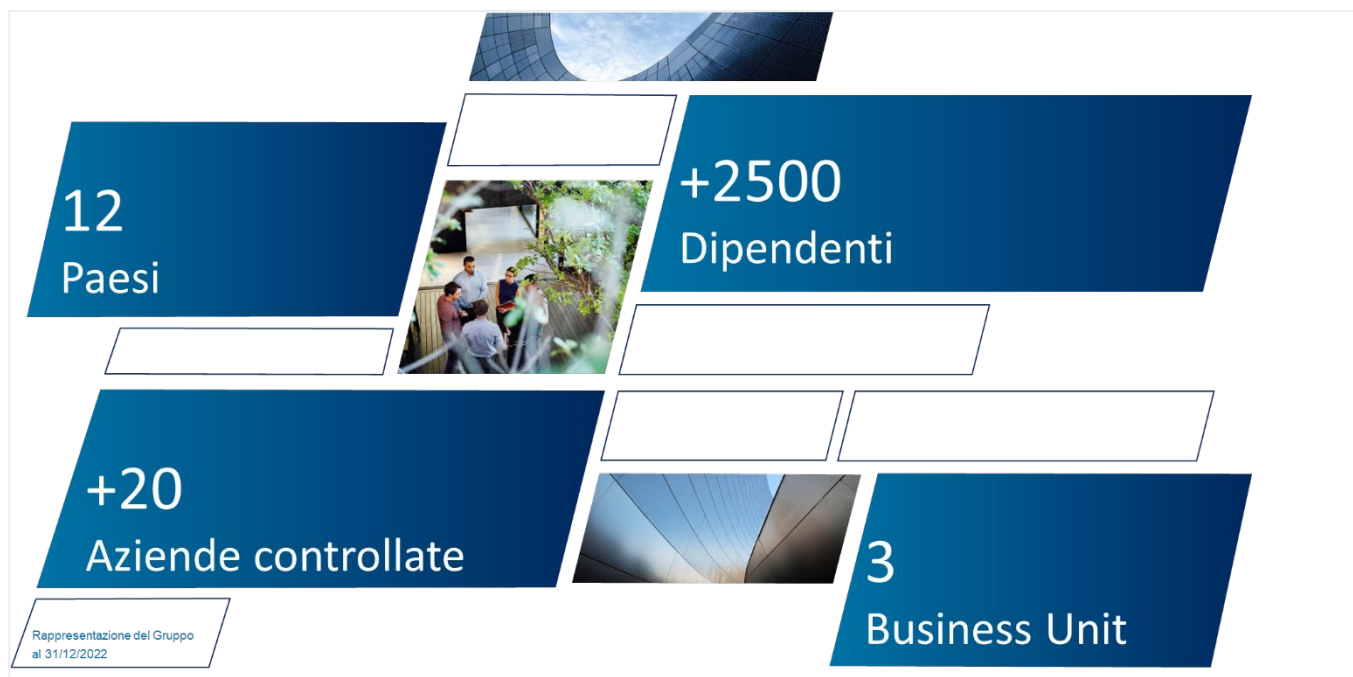 12
Paesi
+2500
Dipendenti
+20
Aziende controllate
3
Business Unit
Rappresentazione del Gruppo
al 31/12/2022